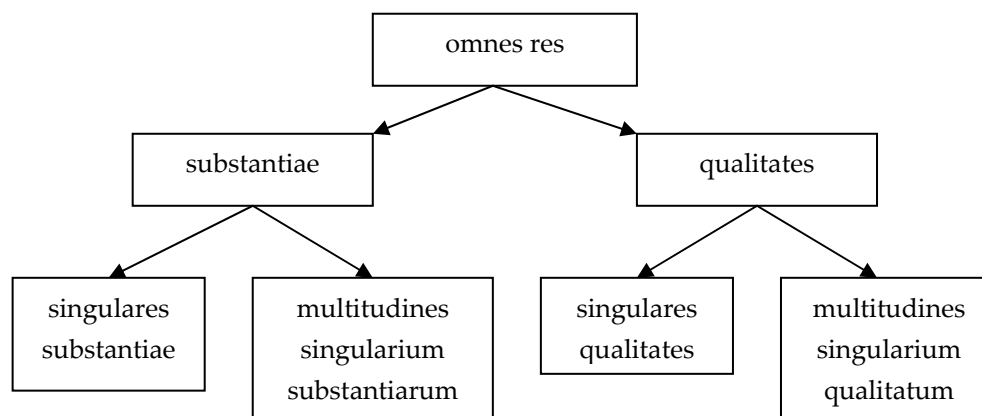 omnes res
substantiae
qualitates
singulares
substantiae
multitudines
singularium
substantiarum
singulares
qualitates
multitudines
singularium
qualitatum